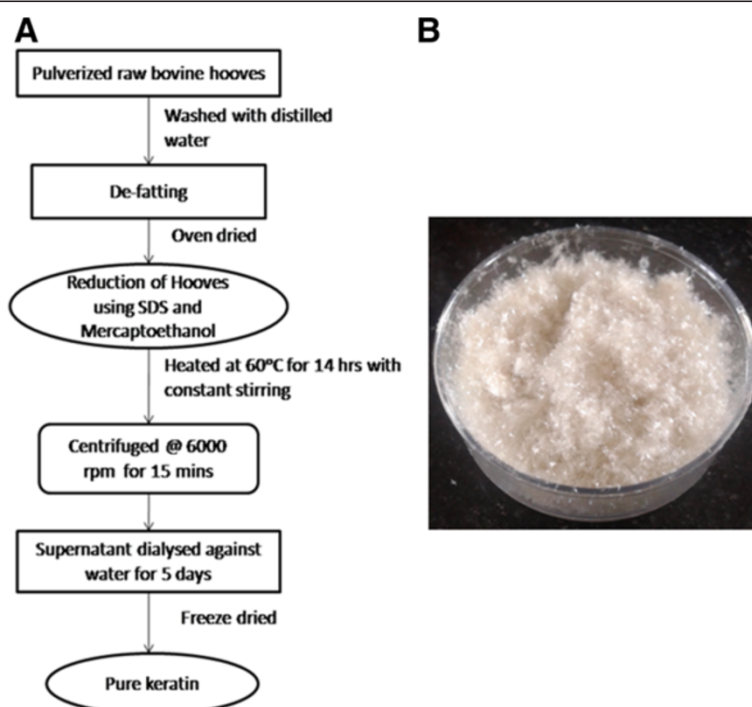 A
B
Pulverized raw bovine hooves
Washed with distilled
water
De-fatting
Oven dried
Reduction of Hooves
using SDS and
Mercaptoethanol
Heated at 60°C for 14 hrs with
constant stirring
Centrifuged @ 6000
rpm for 15 mins
Supernatant dialysed against
water for 5 days
Freeze dried
Pure keratin